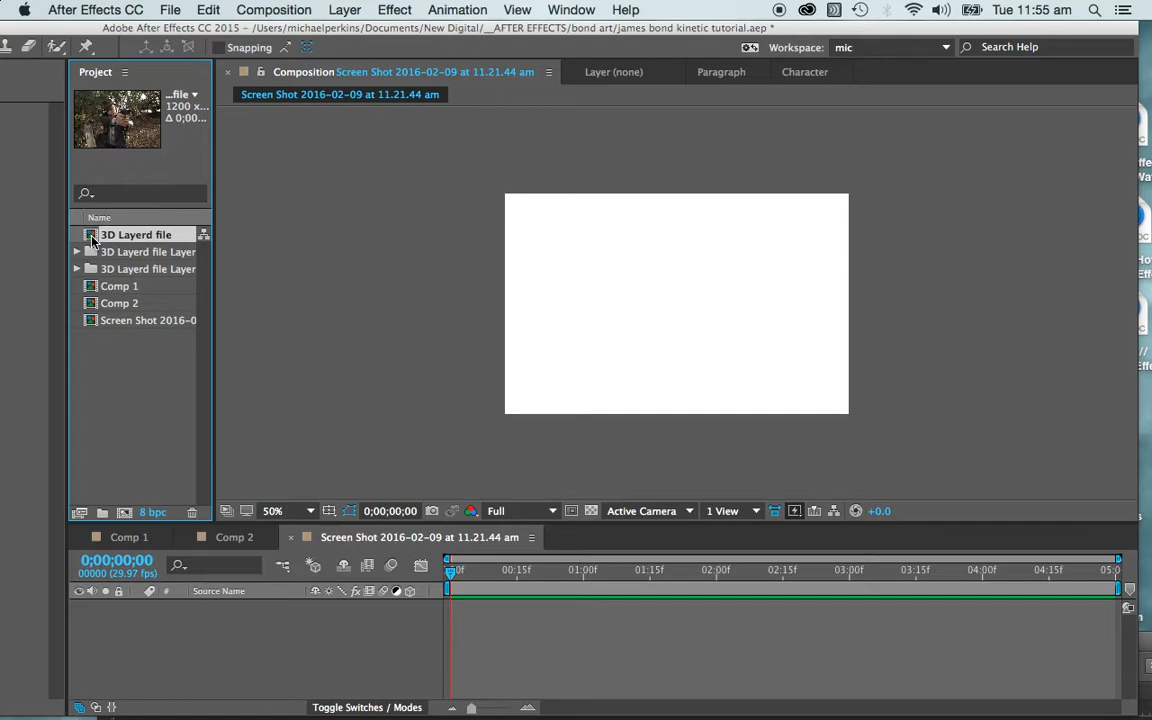 After Effects CC File Edit Composition Layer Effect Animation View Window Help Tue 11:55 am
Adobe After Effects CC 2015 - /Users/michaelperkins/Documents/New Digital/__AFTER EFFECTS/bond art/james bond kinetic tutorial.aep *
Snapping Workspace: mic Search Help
Project Composition Screen Shot 2016-02-09 at 11.21.44 am Layer (none) Paragraph Character
...file
1200 x...
Δ 0;00...
Screen Shot 2016-02-09 at 11.21.44 am
Name
3D Layerd file
3D Layerd file Layer
3D Layerd file Layer
Comp 1
Comp 2
Screen Shot 2016-0
8 bpc 50% 0;00;00;00 Full Active Camera 1 View +0.0
Comp 1 Comp 2 Screen Shot 2016-02-09 at 11.21.44 am
0;00;00;00
00000 (29.97 fps)
00f 00:15f 01:00f 01:15f 02:00f 02:15f 03:00f 03:15f 04:00f 04:15f 05:0
# Source Name fx
Toggle Switches / Modes